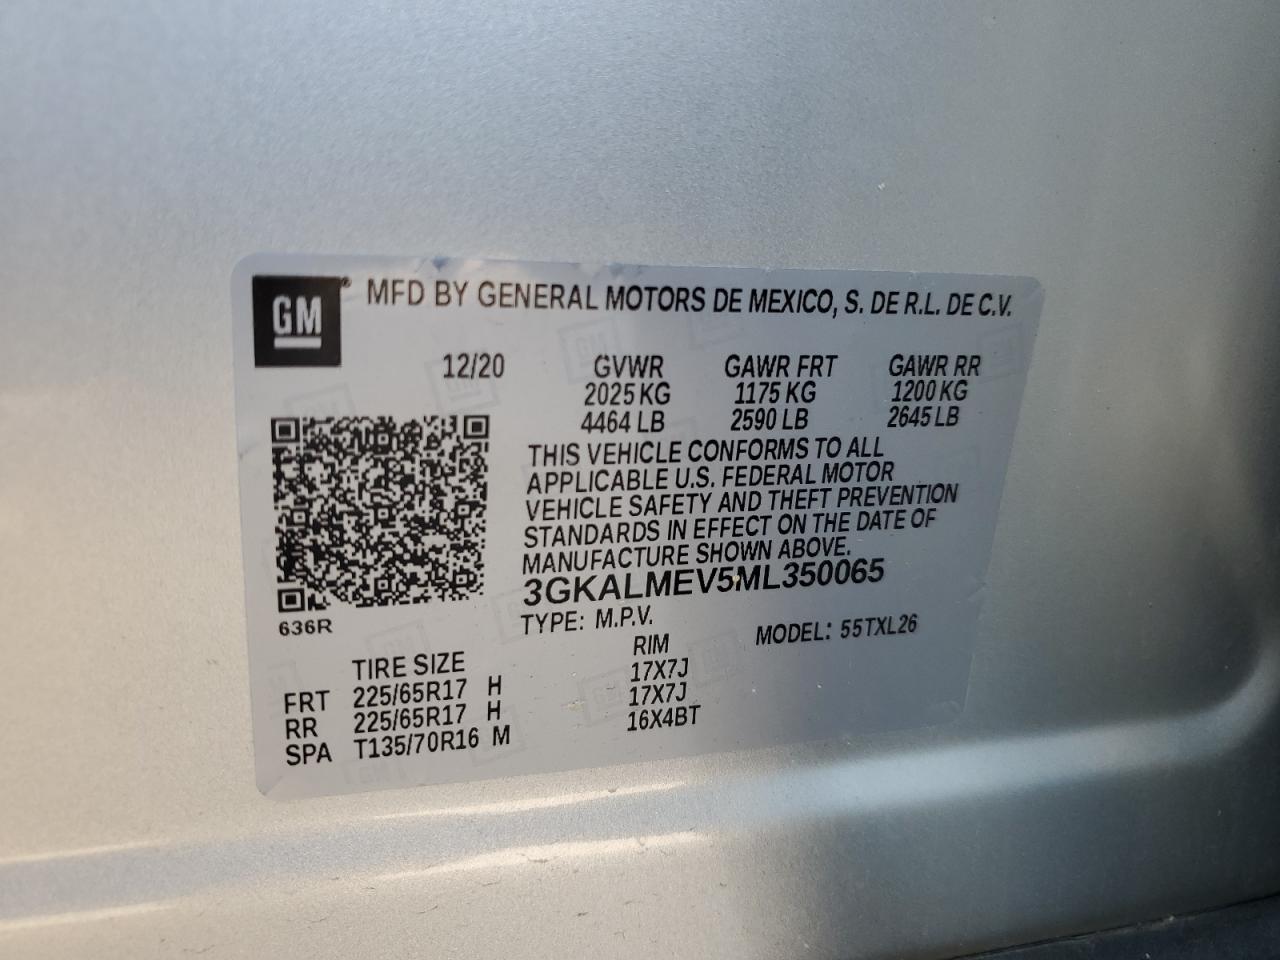 GM® MFD BY GENERAL MOTORS DE MEXICO, S. DE R.L. DE C.V.
12/20 GVWR GAWR FRT GAWR RR
2025 KG 1175 KG 1200 KG
4464 LB 2590 LB 2645 LB
THIS VEHICLE CONFORMS TO ALL
APPLICABLE U.S. FEDERAL MOTOR
VEHICLE SAFETY AND THEFT PREVENTION
STANDARDS IN EFFECT ON THE DATE OF
MANUFACTURE SHOWN ABOVE.
3GKALMEV5ML350065
636R TYPE: M.P.V. MODEL: 55TXL26
TIRE SIZE RIM
FRT 225/65R17 H 17X7J
RR 225/65R17 H 17X7J
SPA T135/70R16 M 16X4BT